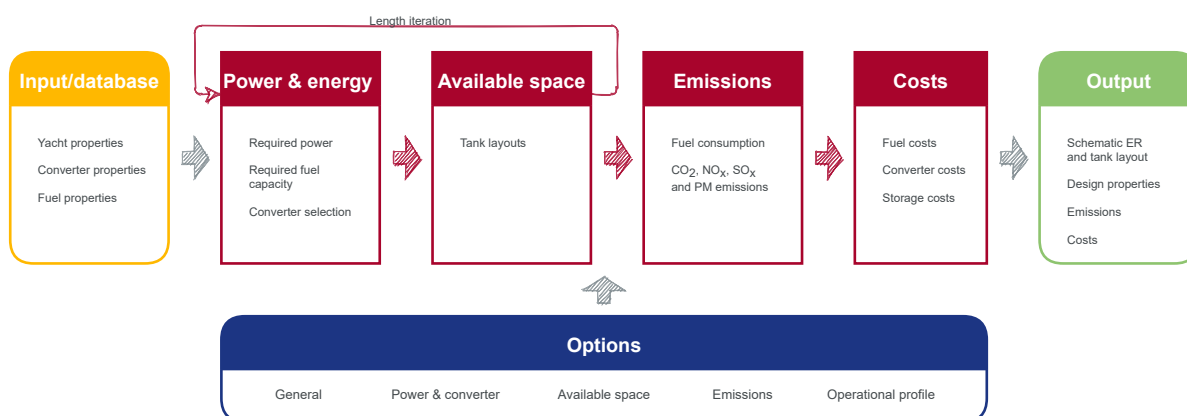 Length iteration
Input/database
Yacht properties
Converter properties
Fuel properties
Power & energy
Required power
Required fuel
capacity
Converter selection
Available space
Tank layouts
Emissions
Fuel consumption
CO2, NOx, SOx
and PM emissions
Costs
Fuel costs
Converter costs
Storage costs
Output
Schematic ER
and tank layout
Design properties
Emissions
Costs
Options
General Power & converter Available space Emissions Operational profile